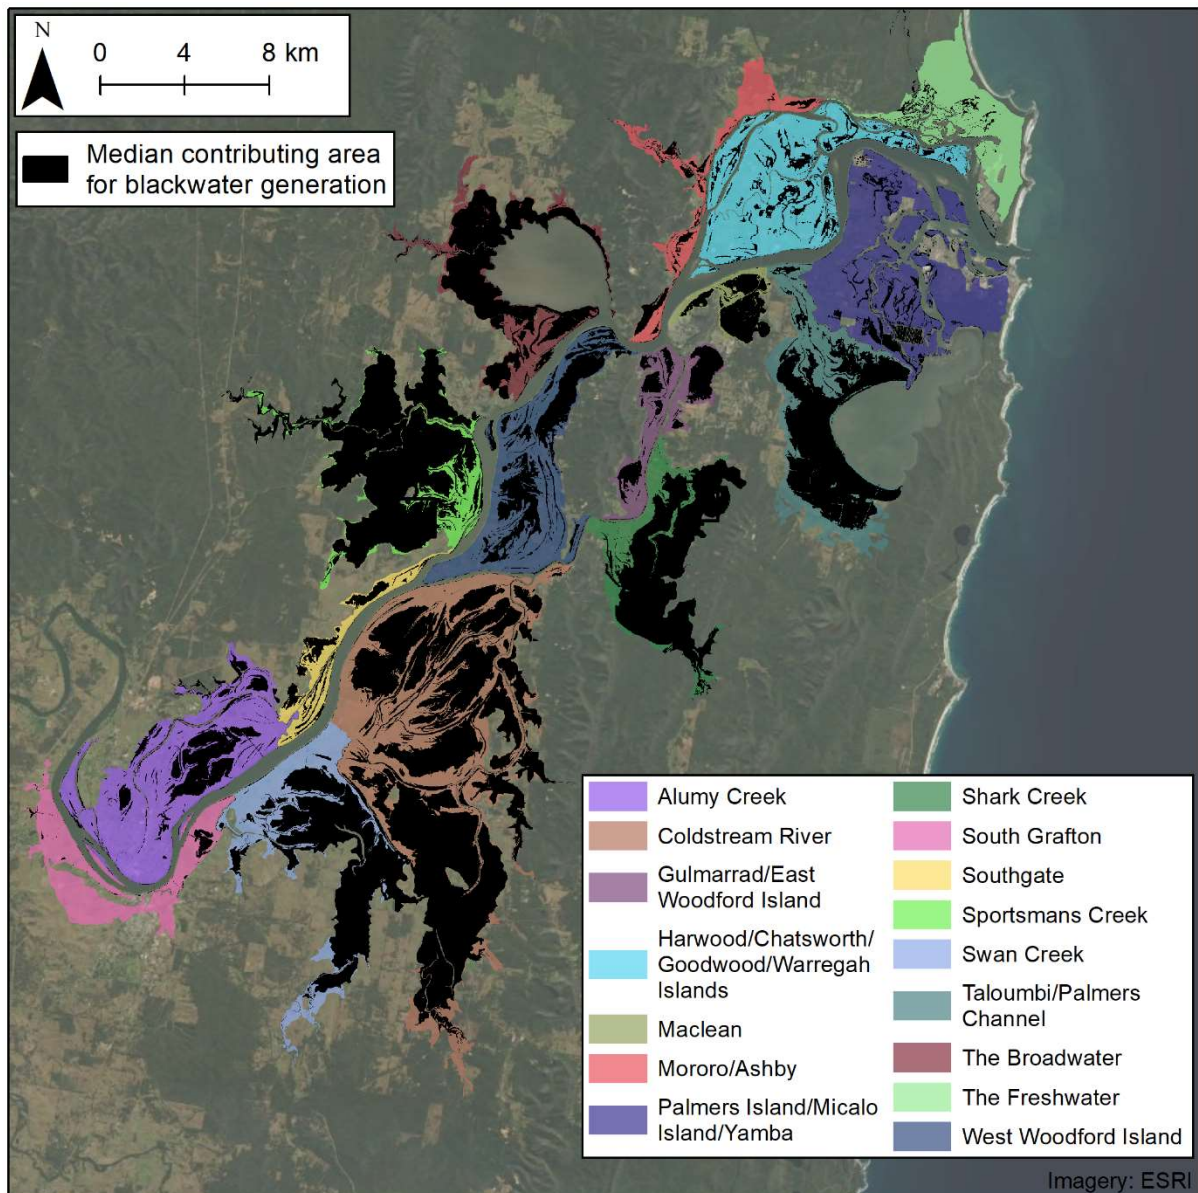 N
0 4 8 km
Median contributing area
for blackwater generation
Alumy Creek
Coldstream River
Gulmarrad/East
Woodford Island
Harwood/Chatsworth/
Goodwood/Warregah
Islands
Maclean
Mororo/Ashby
Palmers Island/Micalo
Island/Yamba
Shark Creek
South Grafton
Southgate
Sportsmans Creek
Swan Creek
Taloumbi/Palmers
Channel
The Broadwater
The Freshwater
West Woodford Island
Imagery: ESRI